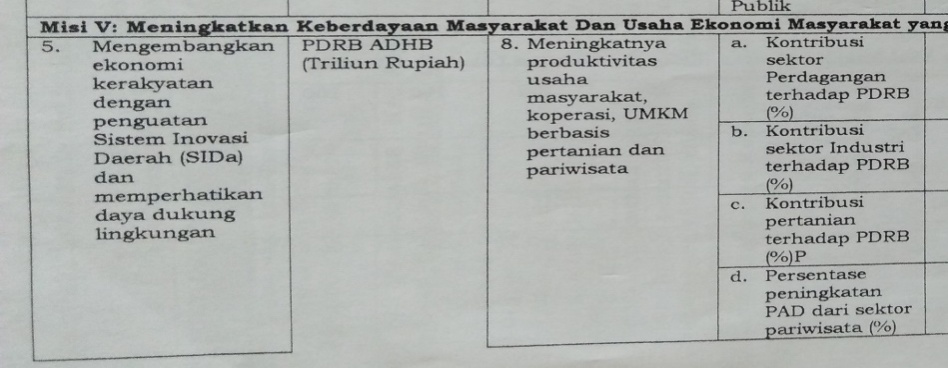 Publik
Misi V: Meningkatkan Keberdayaan Masyarakat Dan Usaha Ekonomi Masyarakat yang
5. Mengembangkan
ekonomi
kerakyatan
dengan
penguatan
Sistem Inovasi
Daerah (SIDa)
dan
memperhatikan
daya dukung
lingkungan
PDRB ADHB
(Triliun Rupiah)
8. Meningkatnya
produktivitas
usaha
masyarakat,
koperasi, UMKM
berbasis
pertanian dan
pariwisata
a. Kontribusi
sektor
Perdagangan
terhadap PDRB
(%)
b. Kontribusi
sektor Industri
terhadap PDRB
(%)
c. Kontribusi
pertanian
terhadap PDRB
(%)P
d. Persentase
peningkatan
PAD dari sektor
pariwisata (%)